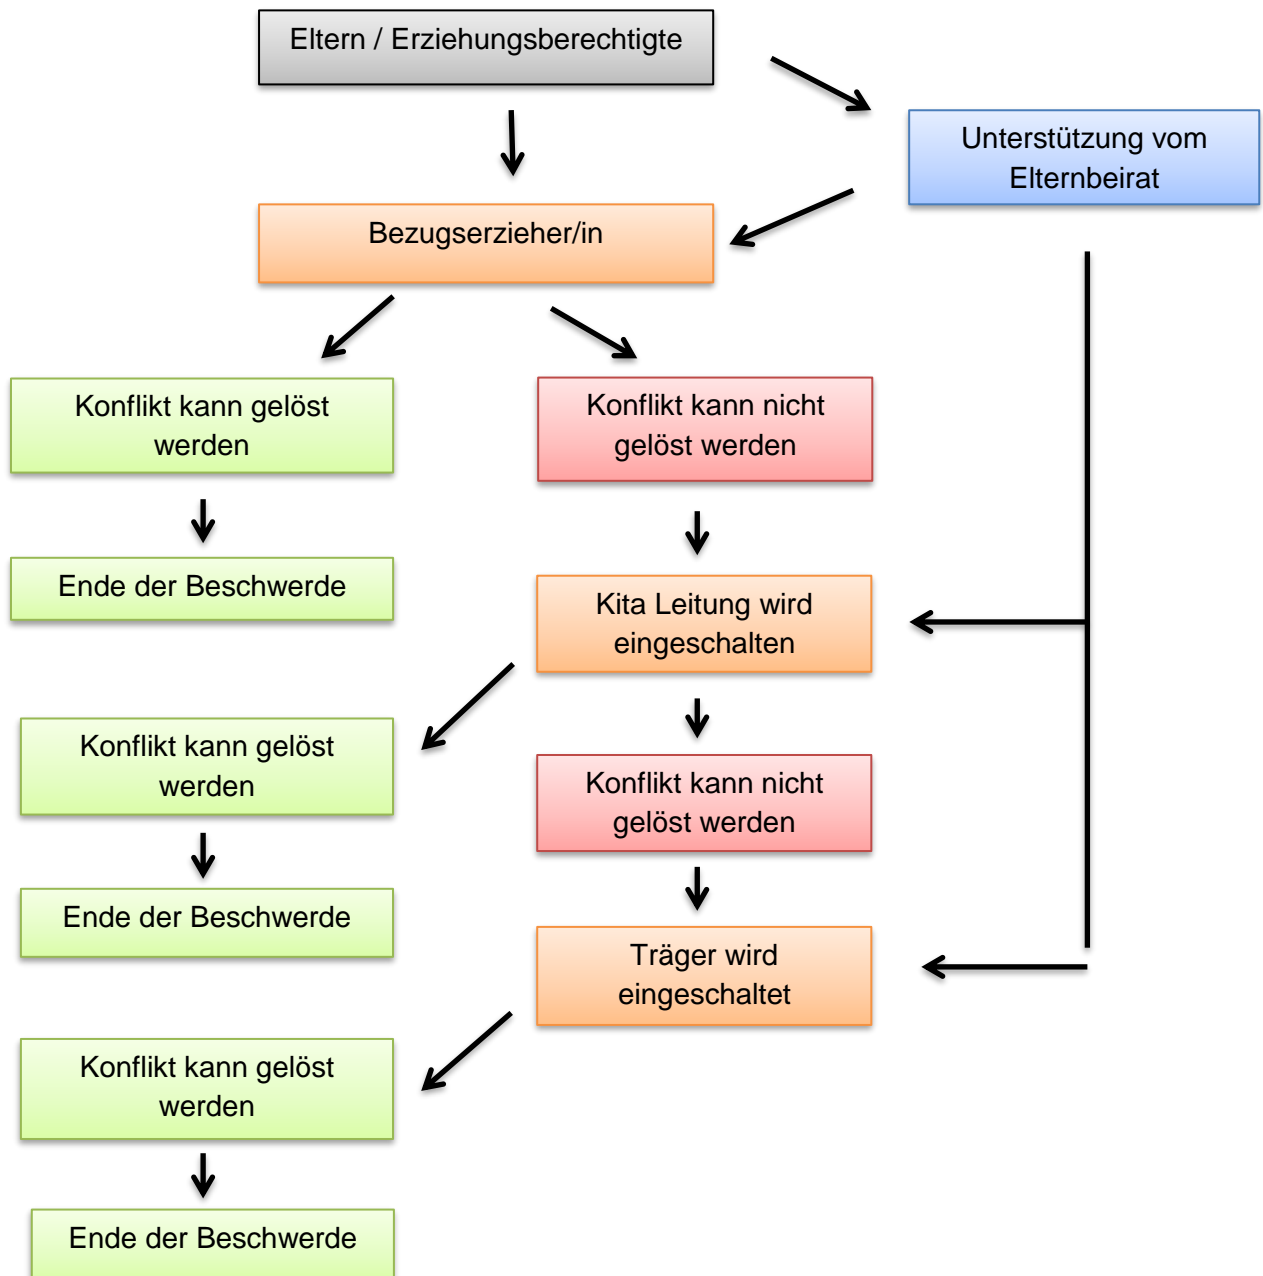 Eltern / Erziehungsberechtigte
Unterstützung vom
Elternbeirat
Bezugserzieher/in
Konflikt kann gelöst
werden
Konflikt kann nicht
gelöst werden
Ende der Beschwerde
Kita Leitung wird
eingeschalten
Konflikt kann gelöst
werden
Konflikt kann nicht
gelöst werden
Ende der Beschwerde
Träger wird
eingeschaltet
Konflikt kann gelöst
werden
Ende der Beschwerde